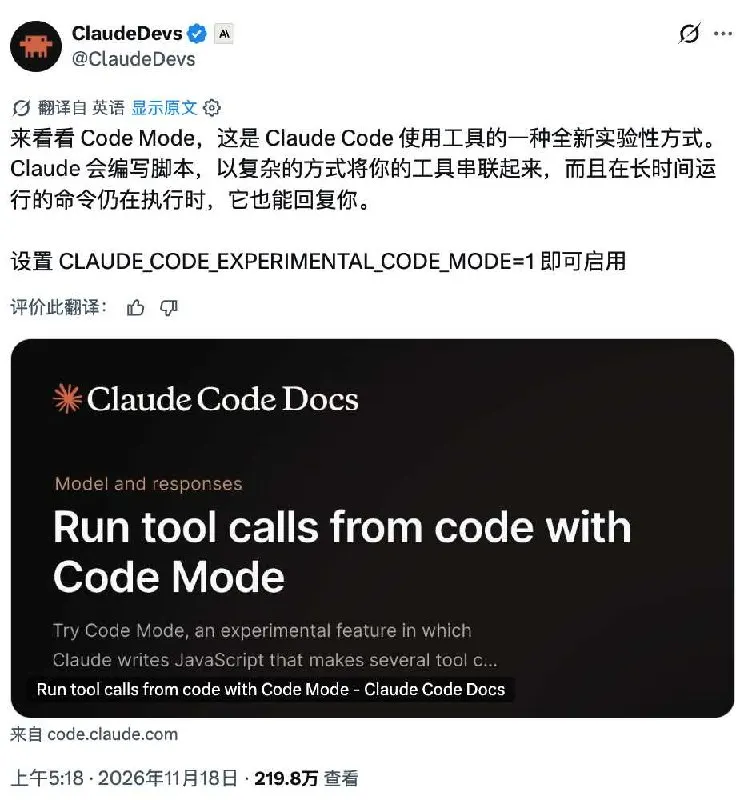 ClaudeDevs
@ClaudeDevs
翻译自 英语 显示原文
来看看 Code Mode，这是 Claude Code 使用工具的一种全新实验性方式。
Claude 会编写脚本，以复杂的方式将你的工具串联起来，而且在长时间运
行的命令仍在执行时，它也能回复你。
设置 CLAUDE_CODE_EXPERIMENTAL_CODE_MODE=1 即可启用
评价此翻译：
Claude Code Docs
Model and responses
Run tool calls from code with
Code Mode
Try Code Mode, an experimental feature in which
Claude writes JavaScript that makes several tool c...
Run tool calls from code with Code Mode - Claude Code Docs
来自 code.claude.com
上午5:18 · 2026年11月18日 · 219.8万 查看